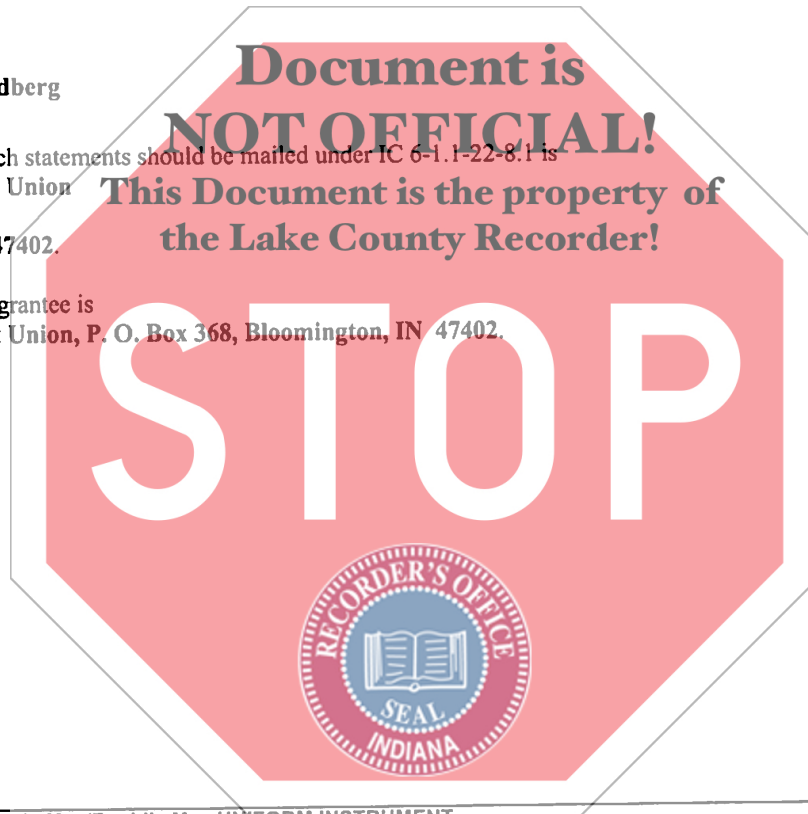 Document is
dberg
NOT OFFICIAL!
ch statements should be mailed under IC 6-1.1-22-8.1 is
Union
This Document is the property of
47402.
the Lake County Recorder!
grantee is
Union, P. O. Box 368, Bloomington, IN 47402.
STOP
RECORDER'S OFFICE
SEAL
INDIANA
UNIFORM INSTRUMENT